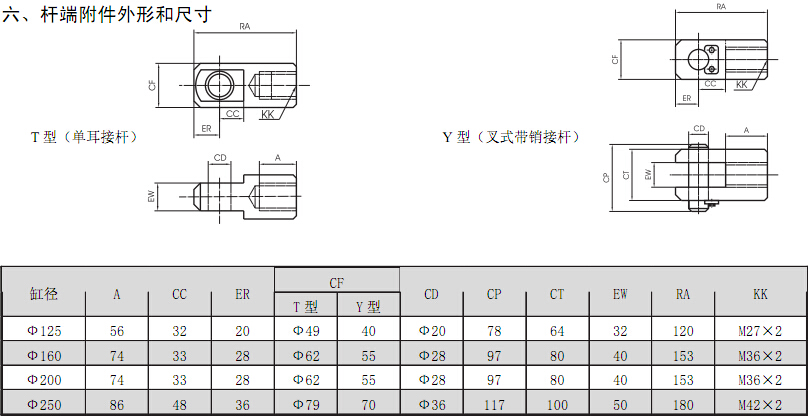 六、杆端附件外形和尺寸
RA
CF
CC
KK
ER
T 型（单耳接杆）
CD
A
EW
RA
CF
CC
KK
ER
Y 型（叉式带销接杆）
CD
A
CP
CT
EW
缸径 A CC ER CF CD CP CT EW RA KK
T 型 Y 型
Φ125 56 32 20 Φ49 40 Φ20 78 64 32 120 M27×2
Φ160 74 33 28 Φ62 55 Φ28 97 80 40 153 M36×2
Φ200 74 33 28 Φ62 55 Φ28 97 80 40 153 M36×2
Φ250 86 48 36 Φ79 70 Φ36 117 100 50 180 M42×2